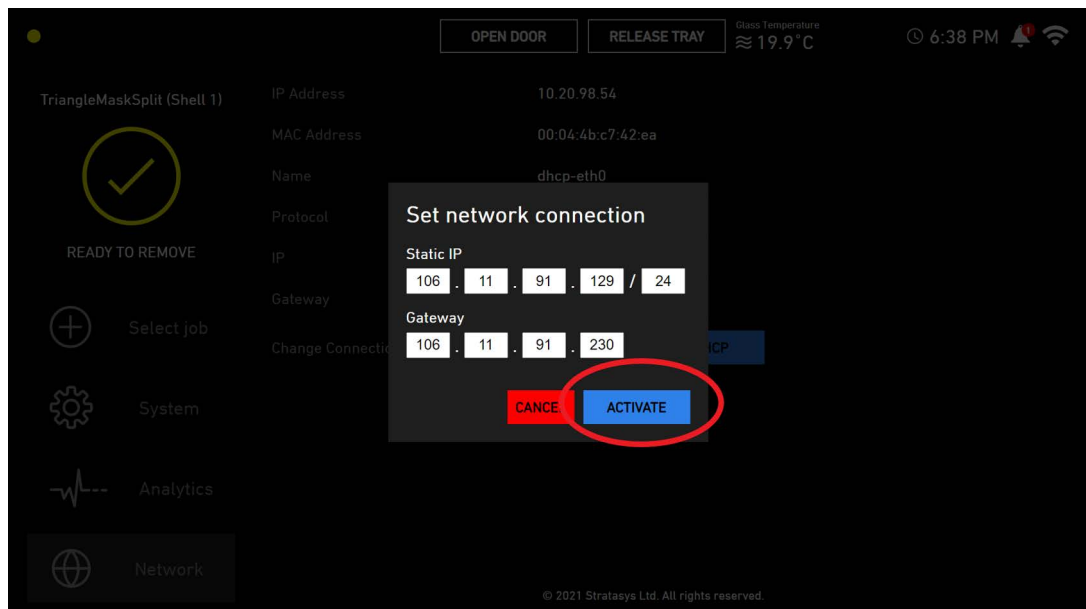 OPEN DOOR
RELEASE TRAY
Glass Temperature
19.9°C
6:38 PM
1
TriangleMaskSplit (Shell 1)
READY TO REMOVE
Select job
System
Analytics
Network
IP Address 10.20.98.54
MAC Address 00:04:4b:c7:42:ea
Name dhcp-eth0
Protocol
IP
Gateway
Change Connectio
HCP
Set network connection
Static IP
106 . 11 . 91 . 129 / 24
Gateway
106 . 11 . 91 . 230
CANCE
ACTIVATE
© 2021 Stratasys Ltd. All rights reserved.